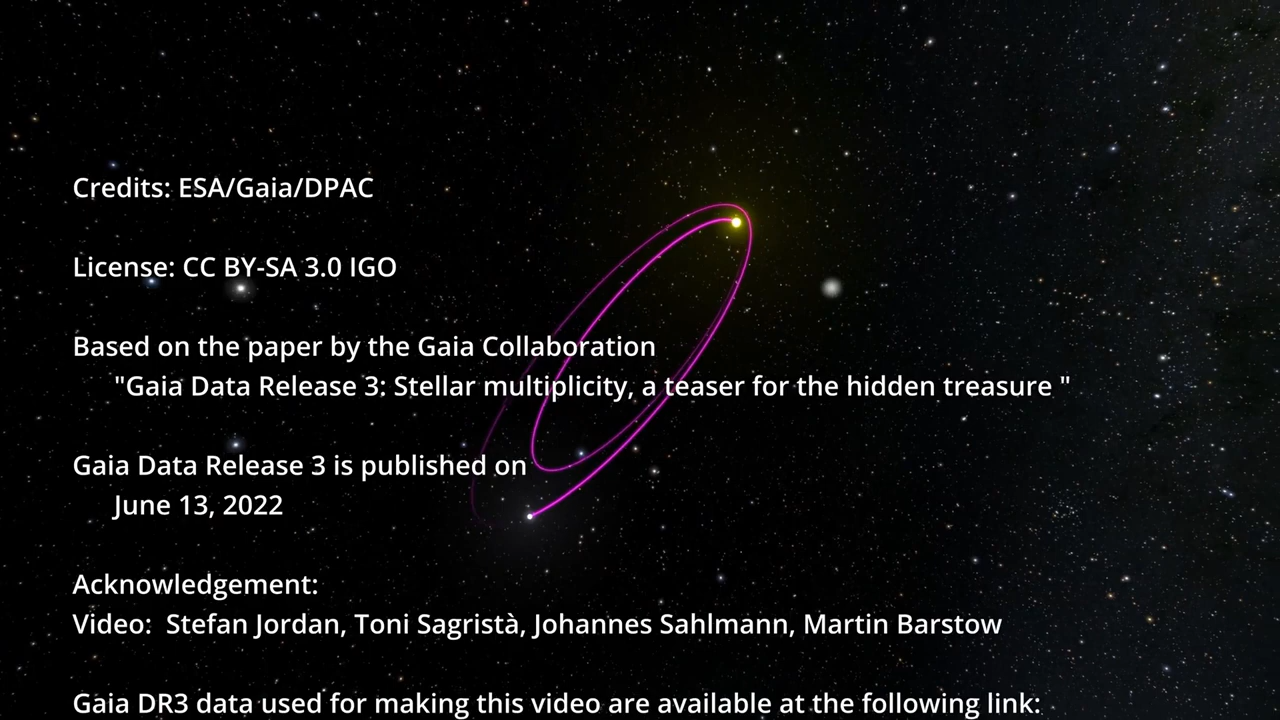 Credits: ESA/Gaia/DPAC
License: CC BY-SA 3.0 IGO
Based on the paper by the Gaia Collaboration
"Gaia Data Release 3: Stellar multiplicity, a teaser for the hidden treasure "
Gaia Data Release 3 is published on
June 13, 2022
Acknowledgement:
Video:  Stefan Jordan, Toni Sagristà, Johannes Sahlmann, Martin Barstow
Gaia DR3 data used for making this video are available at the following link: